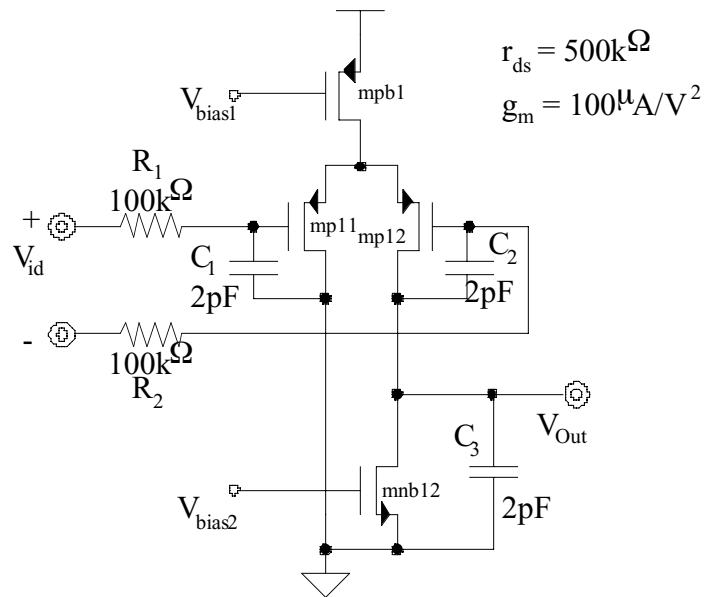 r_ds = 500kΩ
g_m = 100μA/V²
mpb1
V_bias1
R_1
100kΩ
+
V_id
mp11
mp12
C_1
2pF
C_2
2pF
-
100kΩ
R_2
V_Out
C_3
2pF
mnb12
V_bias2